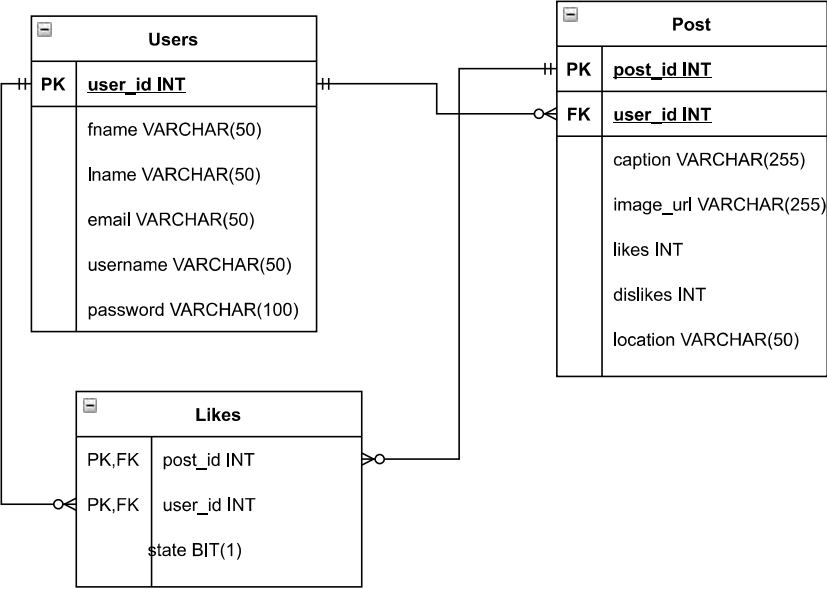 Users
PK user_id INT
fname VARCHAR(50)
lname VARCHAR(50)
email VARCHAR(50)
username VARCHAR(50)
password VARCHAR(100)
Post
PK post_id INT
FK user_id INT
caption VARCHAR(255)
image_url VARCHAR(255)
likes INT
dislikes INT
location VARCHAR(50)
Likes
PK,FK post_id INT
PK,FK user_id INT
state BIT(1)